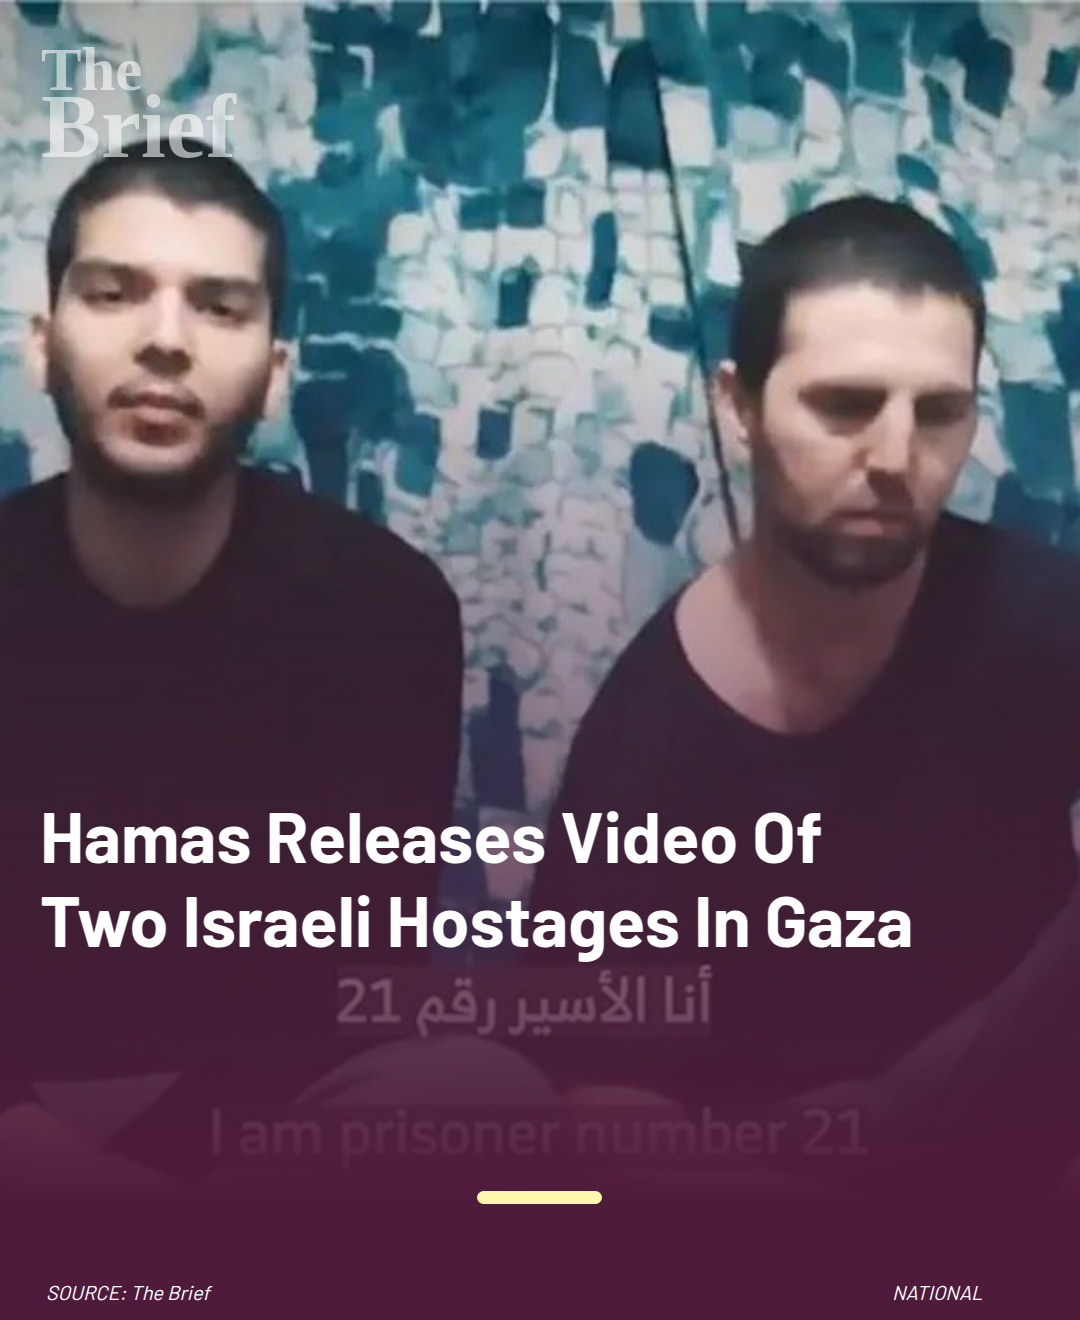 The
Brief
Hamas Releases Video Of
Two Israeli Hostages In Gaza
أنا الأسير رقم 21
I am prisoner number 21
SOURCE: The Brief
NATIONAL